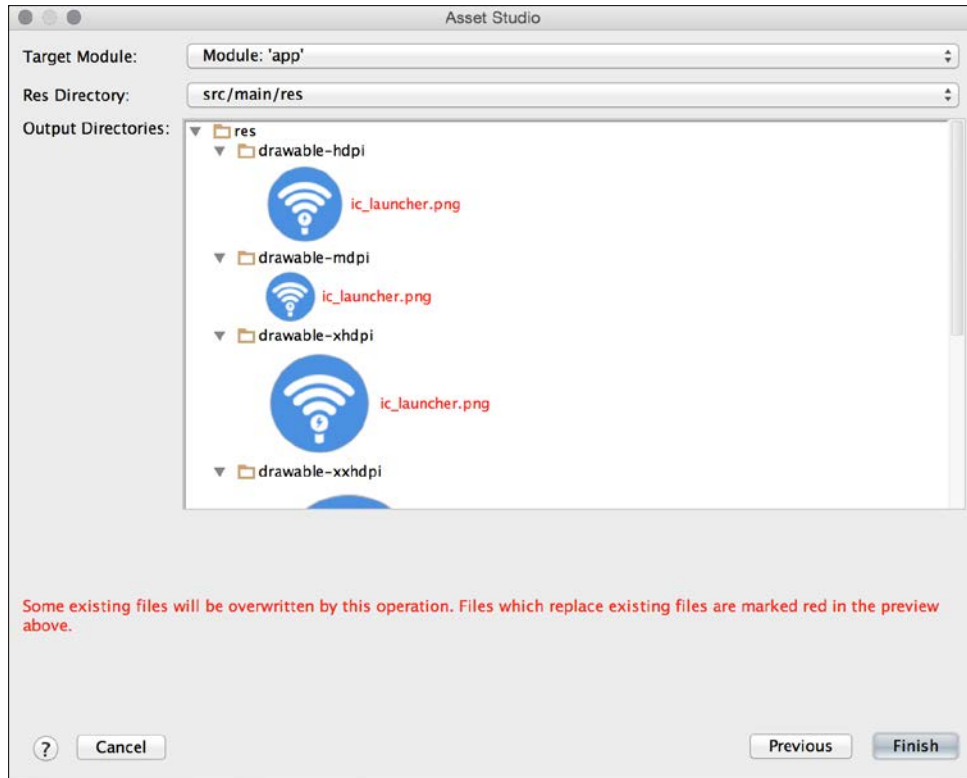 Asset Studio
Target Module: Module: 'app'
Res Directory: src/main/res
Output Directories: res
drawable-hdpi
ic_launcher.png
drawable-mdpi
ic_launcher.png
drawable-xhdpi
ic_launcher.png
drawable-xxhdpi
Some existing files will be overwritten by this operation. Files which replace existing files are marked red in the preview
above.
? Cancel Previous Finish